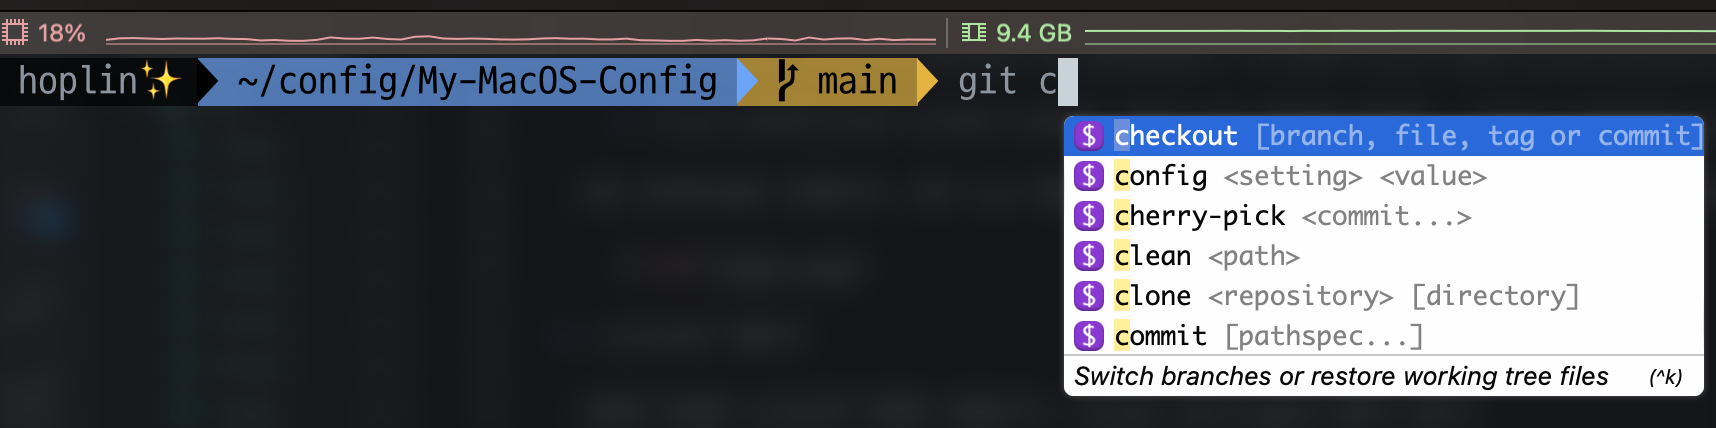 18% 9.4 GB
hoplin✨ ~/config/My-MacOS-Config main git c
$ checkout [branch, file, tag or commit]
$ config <setting> <value>
$ cherry-pick <commit...>
$ clean <path>
$ clone <repository> [directory]
$ commit [pathspec...]
Switch branches or restore working tree files (^k)